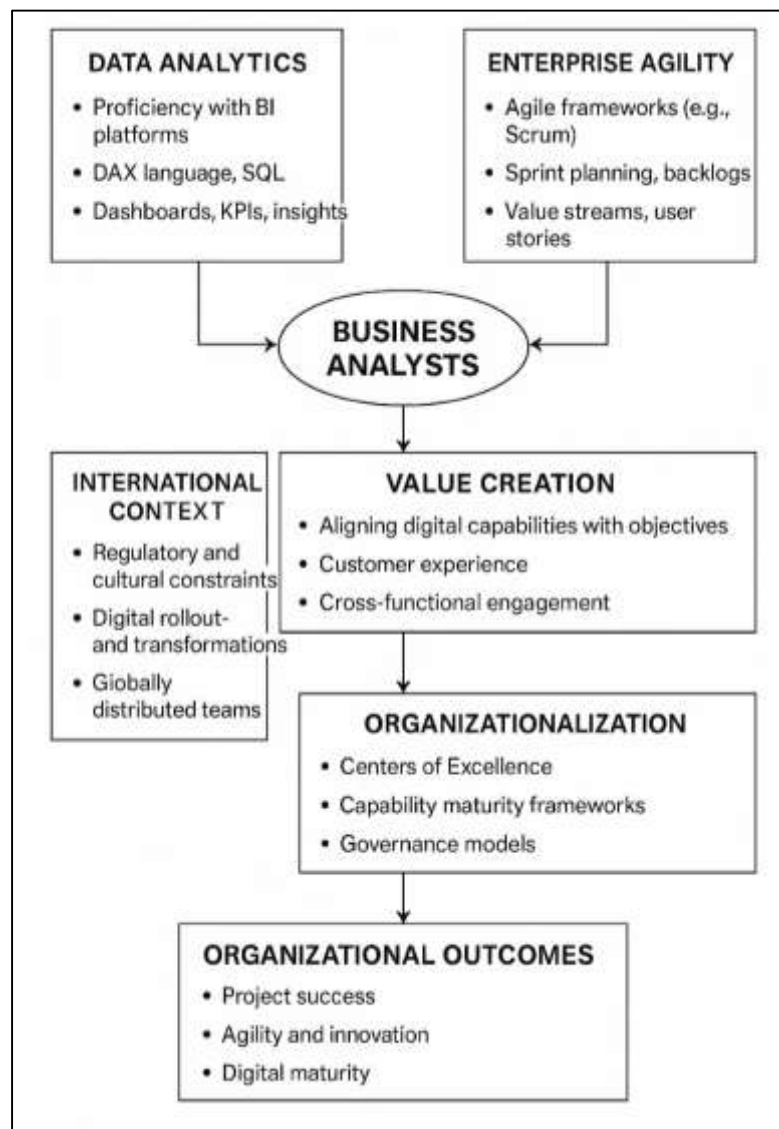 DATA ANALYTICS
• Proficiency with BI
platforms
• DAX language, SQL
• Dashboards, KPIs, insights
ENTERPRISE AGILITY
• Agile frameworks (e.g.,
Scrum)
• Sprint planning, backlogs
• Value streams, user
stories
BUSINESS
ANALYSTS
INTERNATIONAL
CONTEXT
• Regulatory and
cultural constraints
• Digital rollout-
and transformations
• Giobally
distributed teams
VALUE CREATION
• Aligning digital capabilities with objectives
• Customer experience
• Cross-functional engagement
ORGANIZATIONALIZATION
• Centers of Excellence
• Capability maturity frameworks
• Governance models
ORGANIZATIONAL OUTCOMES
• Project success
• Agility and innovation
• Digital maturity